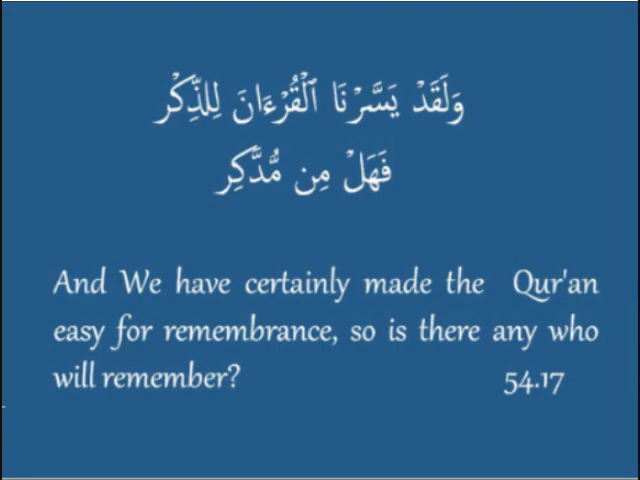 وَلَقَدْ يَسَّرْنَا ٱلْقُرْءَانَ لِلذِّكْرِ
فَهَلْ مِن مُّدَّكِرٍ
And We have certainly made the Qur'an
easy for remembrance, so is there any who
will remember? 54.17